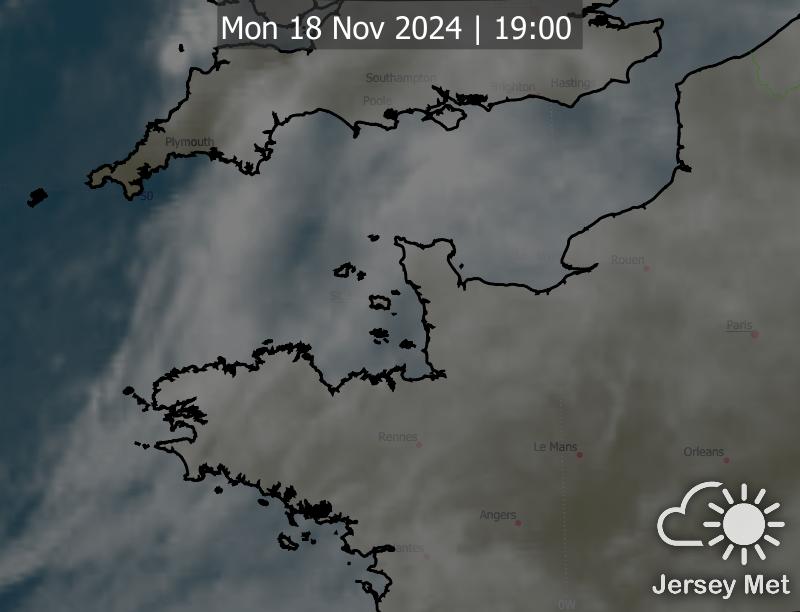 Mon 18 Nov 2024 | 19:00
Southampton
Brighton
Hastings
Poole
Plymouth
50
Rouen
Paris
Rennes
Le Mans
Orleans
Angers
Nantes
0W
Jersey Met